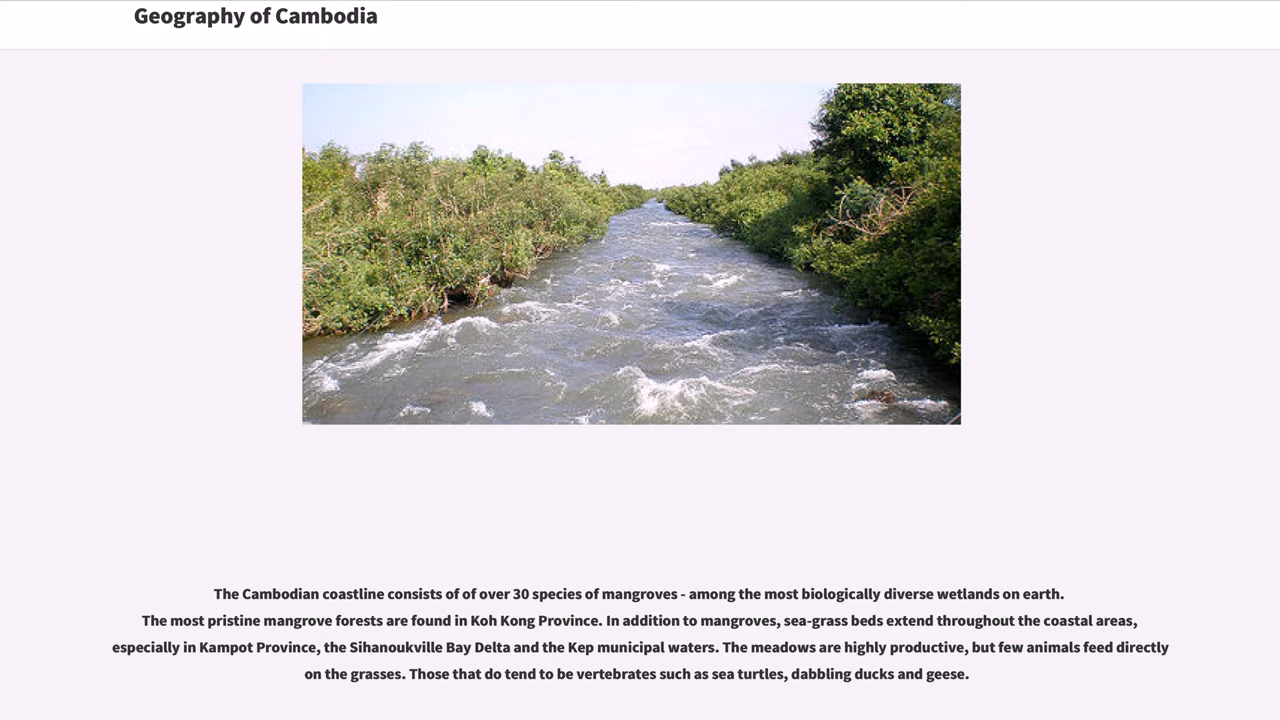 Geography of Cambodia
The Cambodian coastline consists of of over 30 species of mangroves - among the most biologically diverse wetlands on earth.
The most pristine mangrove forests are found in Koh Kong Province. In addition to mangroves, sea-grass beds extend throughout the coastal areas,
especially in Kampot Province, the Sihanoukville Bay Delta and the Kep municipal waters. The meadows are highly productive, but few animals feed directly
on the grasses. Those that do tend to be vertebrates such as sea turtles, dabbling ducks and geese.